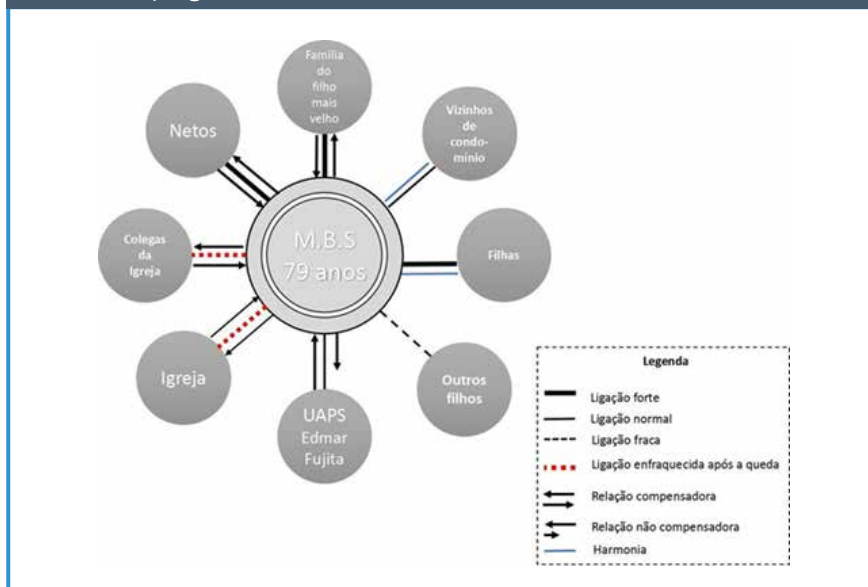 Família
do
filho
mais
velho
Netos
Vizinhos
de
condo-
mínio
Colegas
da
Igreja
M.B.S
79 anos
Filhas
Igreja
UAPS
Edmar
Fujita
Outros
filhos
Legenda
Ligação forte
Ligação normal
Ligação fraca
Ligação enfraquecida após a queda
Relação compensadora
Relação não compensadora
Harmonia